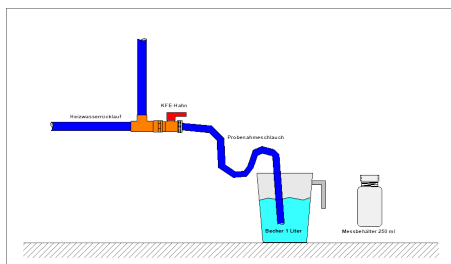 KFE-Hahn
Heizwasserrücklauf
Probenahmeschlauch
Becher 1 Liter
Messbehälter 250 ml